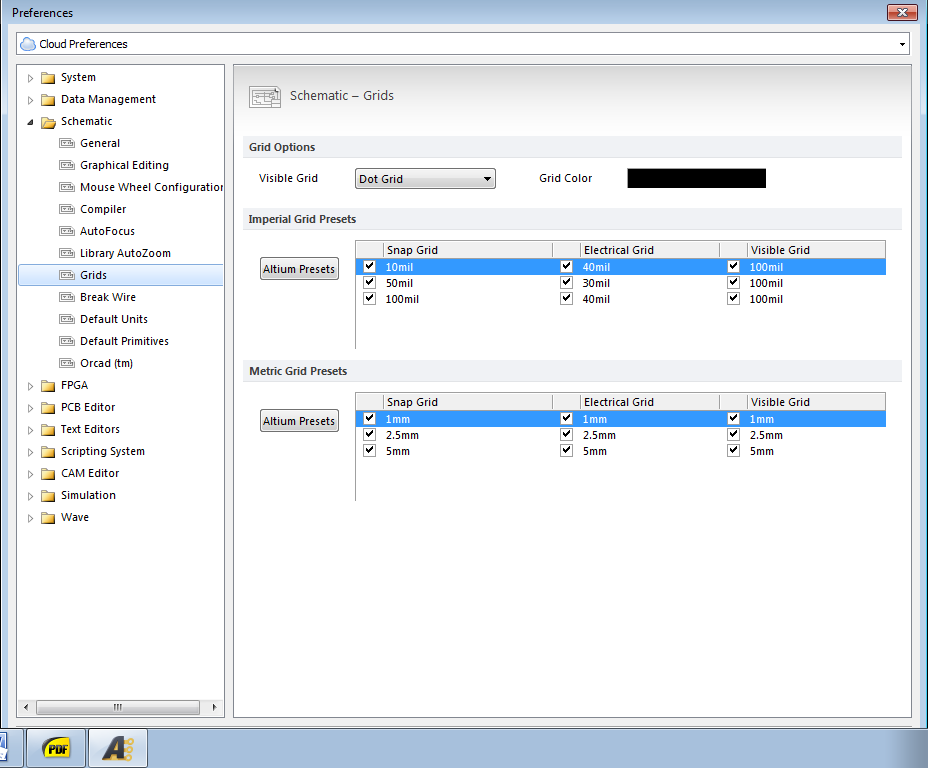 Preferences
Cloud Preferences
System
Data Management
Schematic
General
Graphical Editing
Mouse Wheel Configuration
Compiler
AutoFocus
Library AutoZoom
Grids
Break Wire
Default Units
Default Primitives
Orcad (tm)
FPGA
PCB Editor
Text Editors
Scripting System
CAM Editor
Simulation
Wave
Schematic – Grids
Grid Options
Visible Grid Dot Grid Grid Color
Imperial Grid Presets
Altium Presets
Snap Grid Electrical Grid Visible Grid
10mil 40mil 100mil
50mil 30mil 100mil
100mil 40mil 100mil
Metric Grid Presets
Altium Presets
Snap Grid Electrical Grid Visible Grid
1mm 1mm 1mm
2.5mm 2.5mm 2.5mm
5mm 5mm 5mm
PDF